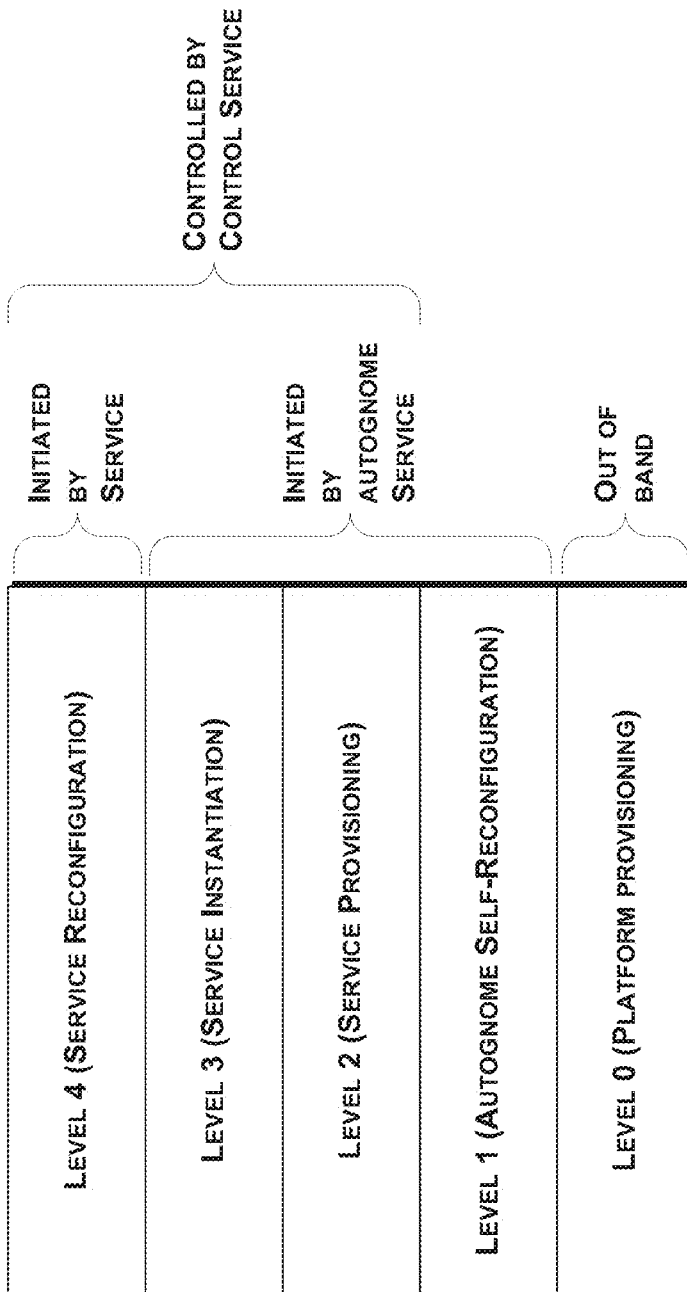 LEVEL 4 (SERVICE RECONFIGURATION)
LEVEL 3 (SERVICE INSTANTIATION)
LEVEL 2 (SERVICE PROVISIONING)
LEVEL 1 (AUTOGNOME SELF-RECONFIGURATION)
LEVEL 0 (PLATFORM PROVISIONING)
INITIATED
BY
SERVICE
INITIATED
BY
AUTOGNOME
SERVICE
OUT OF
BAND
CONTROLLED BY
CONTROL SERVICE